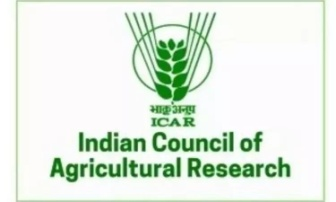 भाकृअनुप
ICAR
Indian Council of
Agricultural Research